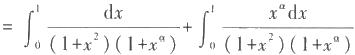 = ∫₀¹ dx / ((1+x²)(1+x^α)) + ∫₀¹ x^α dx / ((1+x²)(1+x^α))